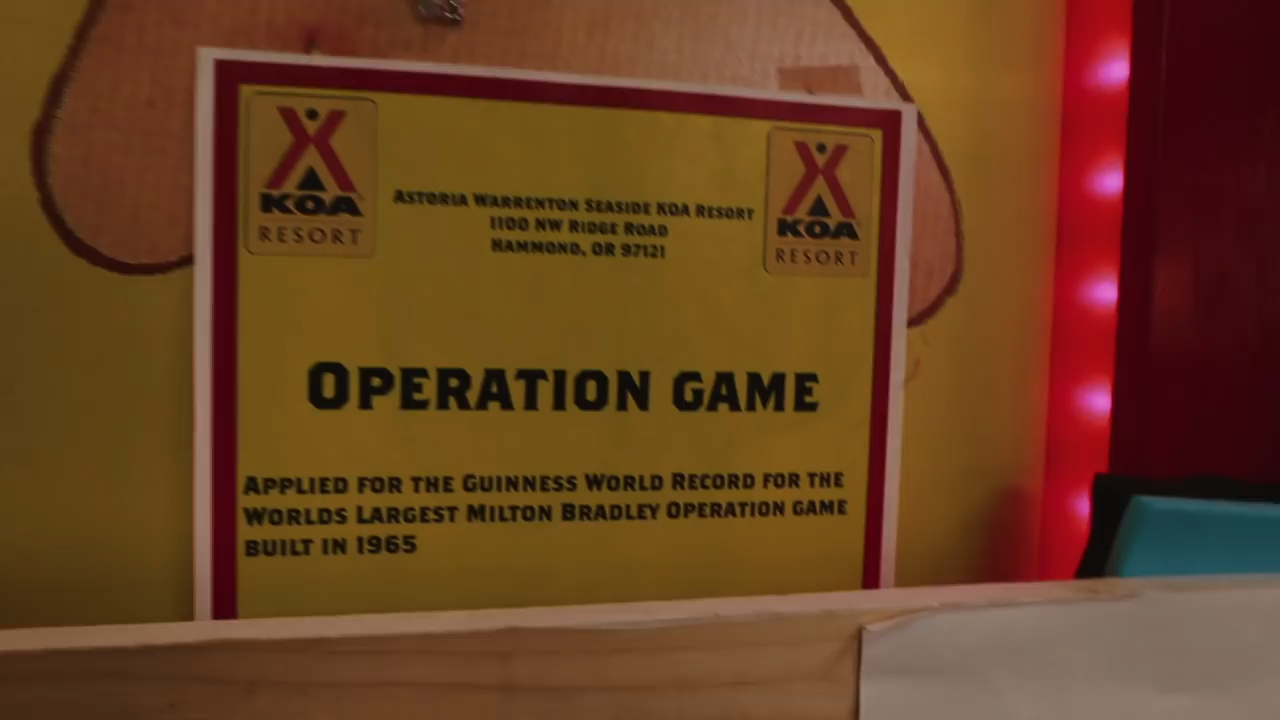 KOA
RESORT
ASTORIA WARRENTON SEASIDE KOA RESORT
1100 NW RIDGE ROAD
HAMMOND, OR 97121
KOA
RESORT
OPERATION GAME
APPLIED FOR THE GUINNESS WORLD RECORD FOR THE
WORLDS LARGEST MILTON BRADLEY OPERATION GAME
BUILT IN 1965